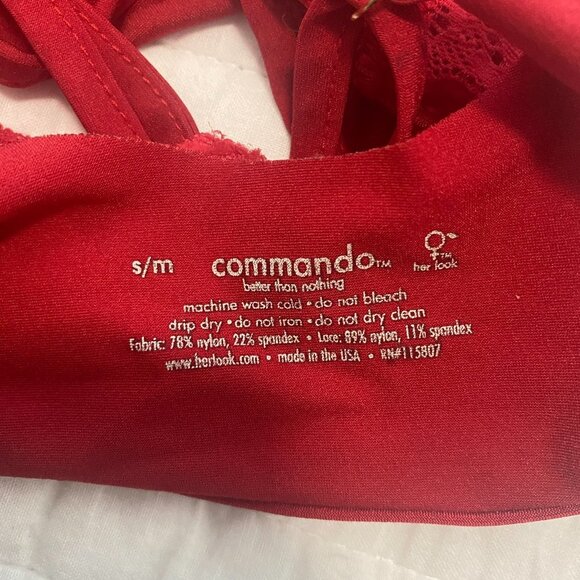 s/m commando™ ™
better than nothing her look
machine wash cold • do not bleach
drip dry • do not iron • do not dry clean
Fabric: 78% nylon, 22% spandex • Lace: 89% nylon, 11% spandex
www.herlook.com • made in the USA • RN#115807